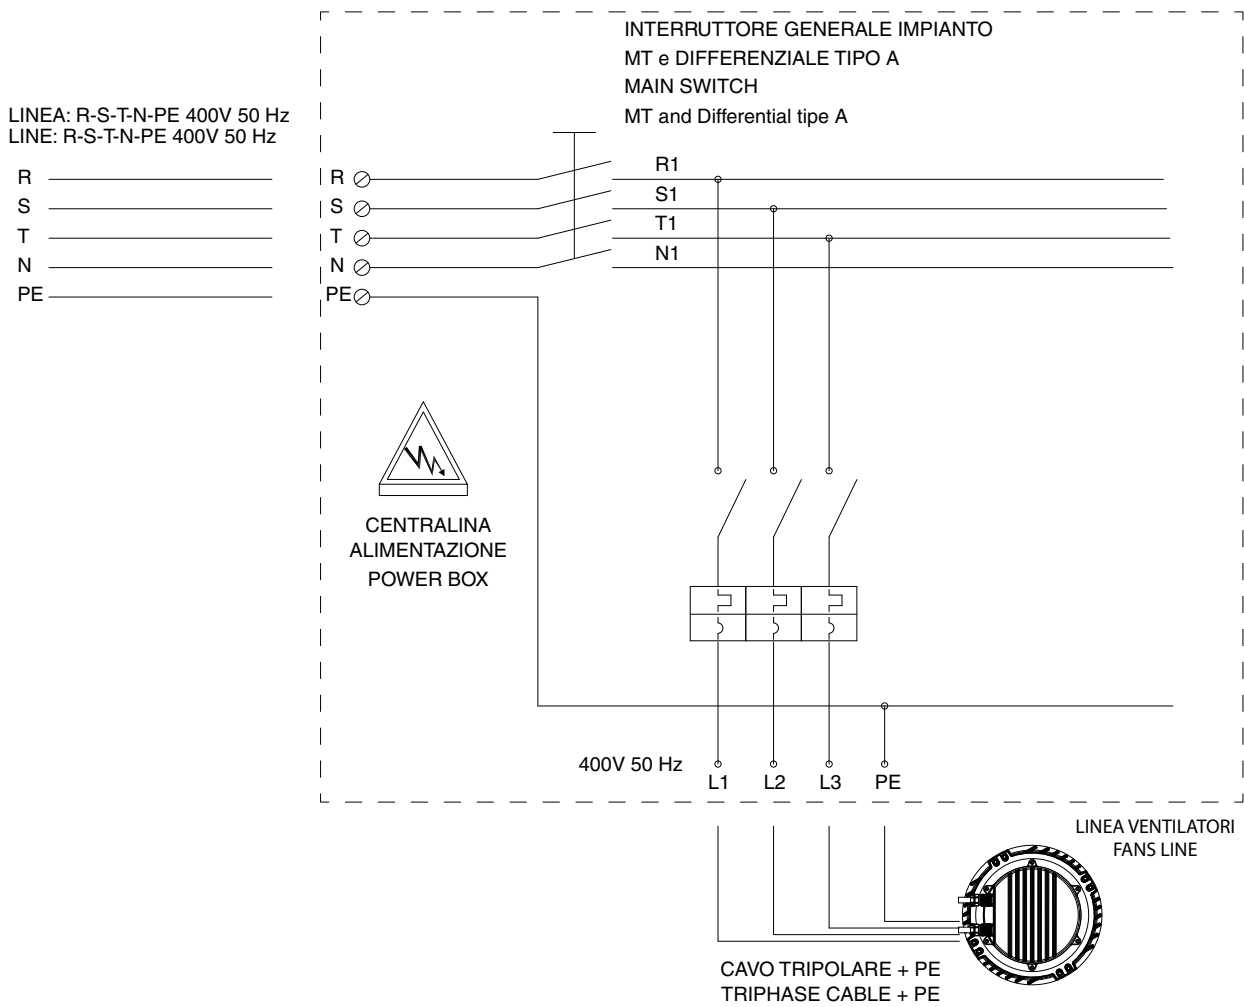 INTERRUTTORE GENERALE IMPIANTO
MT e DIFFERENZIALE TIPO A
MAIN SWITCH
MT and Differential tipe A
LINEA: R-S-T-N-PE 400V 50 Hz
LINE: R-S-T-N-PE 400V 50 Hz
R
S
T
N
PE
R
S
T
N
PE
R1
S1
T1
N1
CENTRALINA
ALIMENTAZIONE
POWER BOX
400V 50 Hz
L1
L2
L3
PE
LINEA VENTILATORI
FANS LINE
CAVO TRIPOLARE + PE
TRIPHASE CABLE + PE